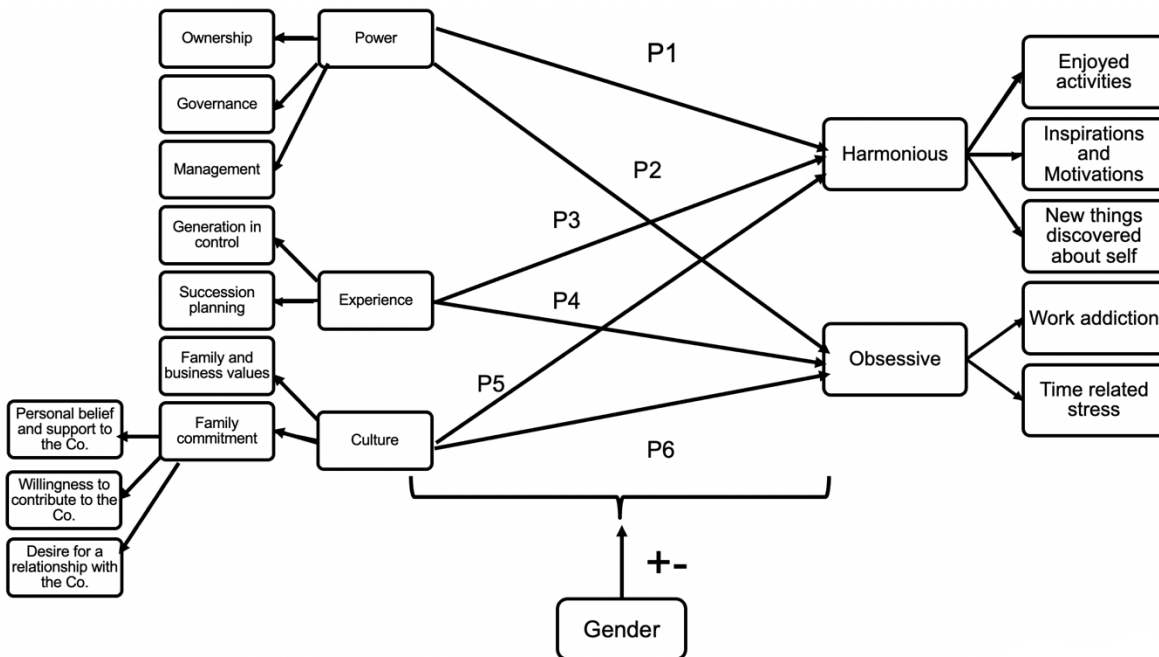 Ownership
Power
Governance
Management
Generation in
control
Succession
planning
Experience
Family and
business values
Family
commitment
Culture
Personal belief
and support to
the Co.
Willingness to
contribute to the
Co.
Desire for a
relationship with
the Co.
P1
P2
P3
P4
P5
P6
Harmonious
Obsessive
Enjoyed
activities
Inspirations
and
Motivations
New things
discovered
about self
Work addiction
Time related
stress
+-
Gender